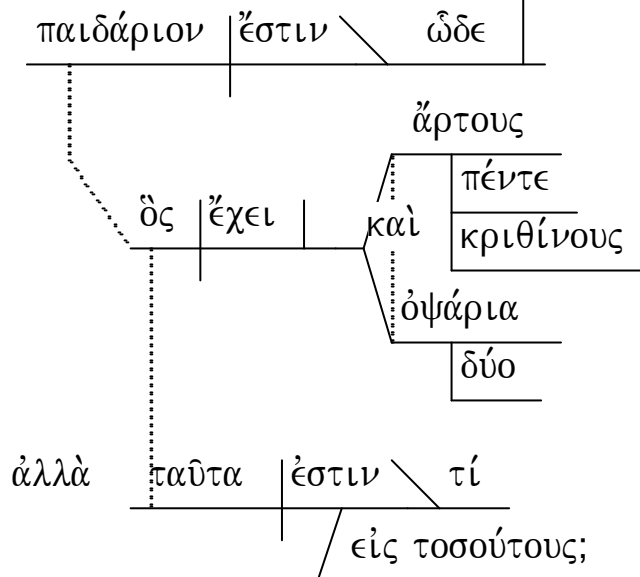 παιδάριον ἔστιν ὧδε
ἄρτους
πέντε
ὃς ἔχει καὶ κριθίνους
ὀψάρια
δύο
ἀλλὰ ταῦτα ἐστιν τί
εἰς τοσούτους;